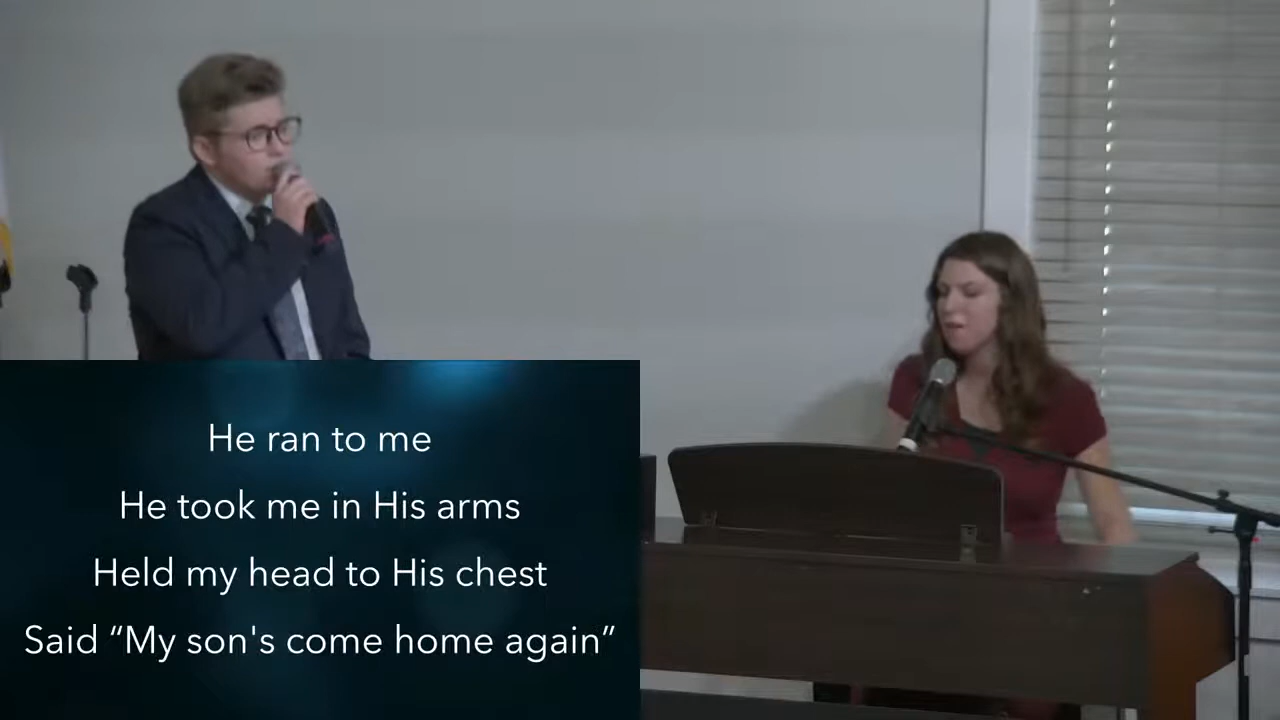 He ran to me
He took me in His arms
Held my head to His chest
Said “My son's come home again”